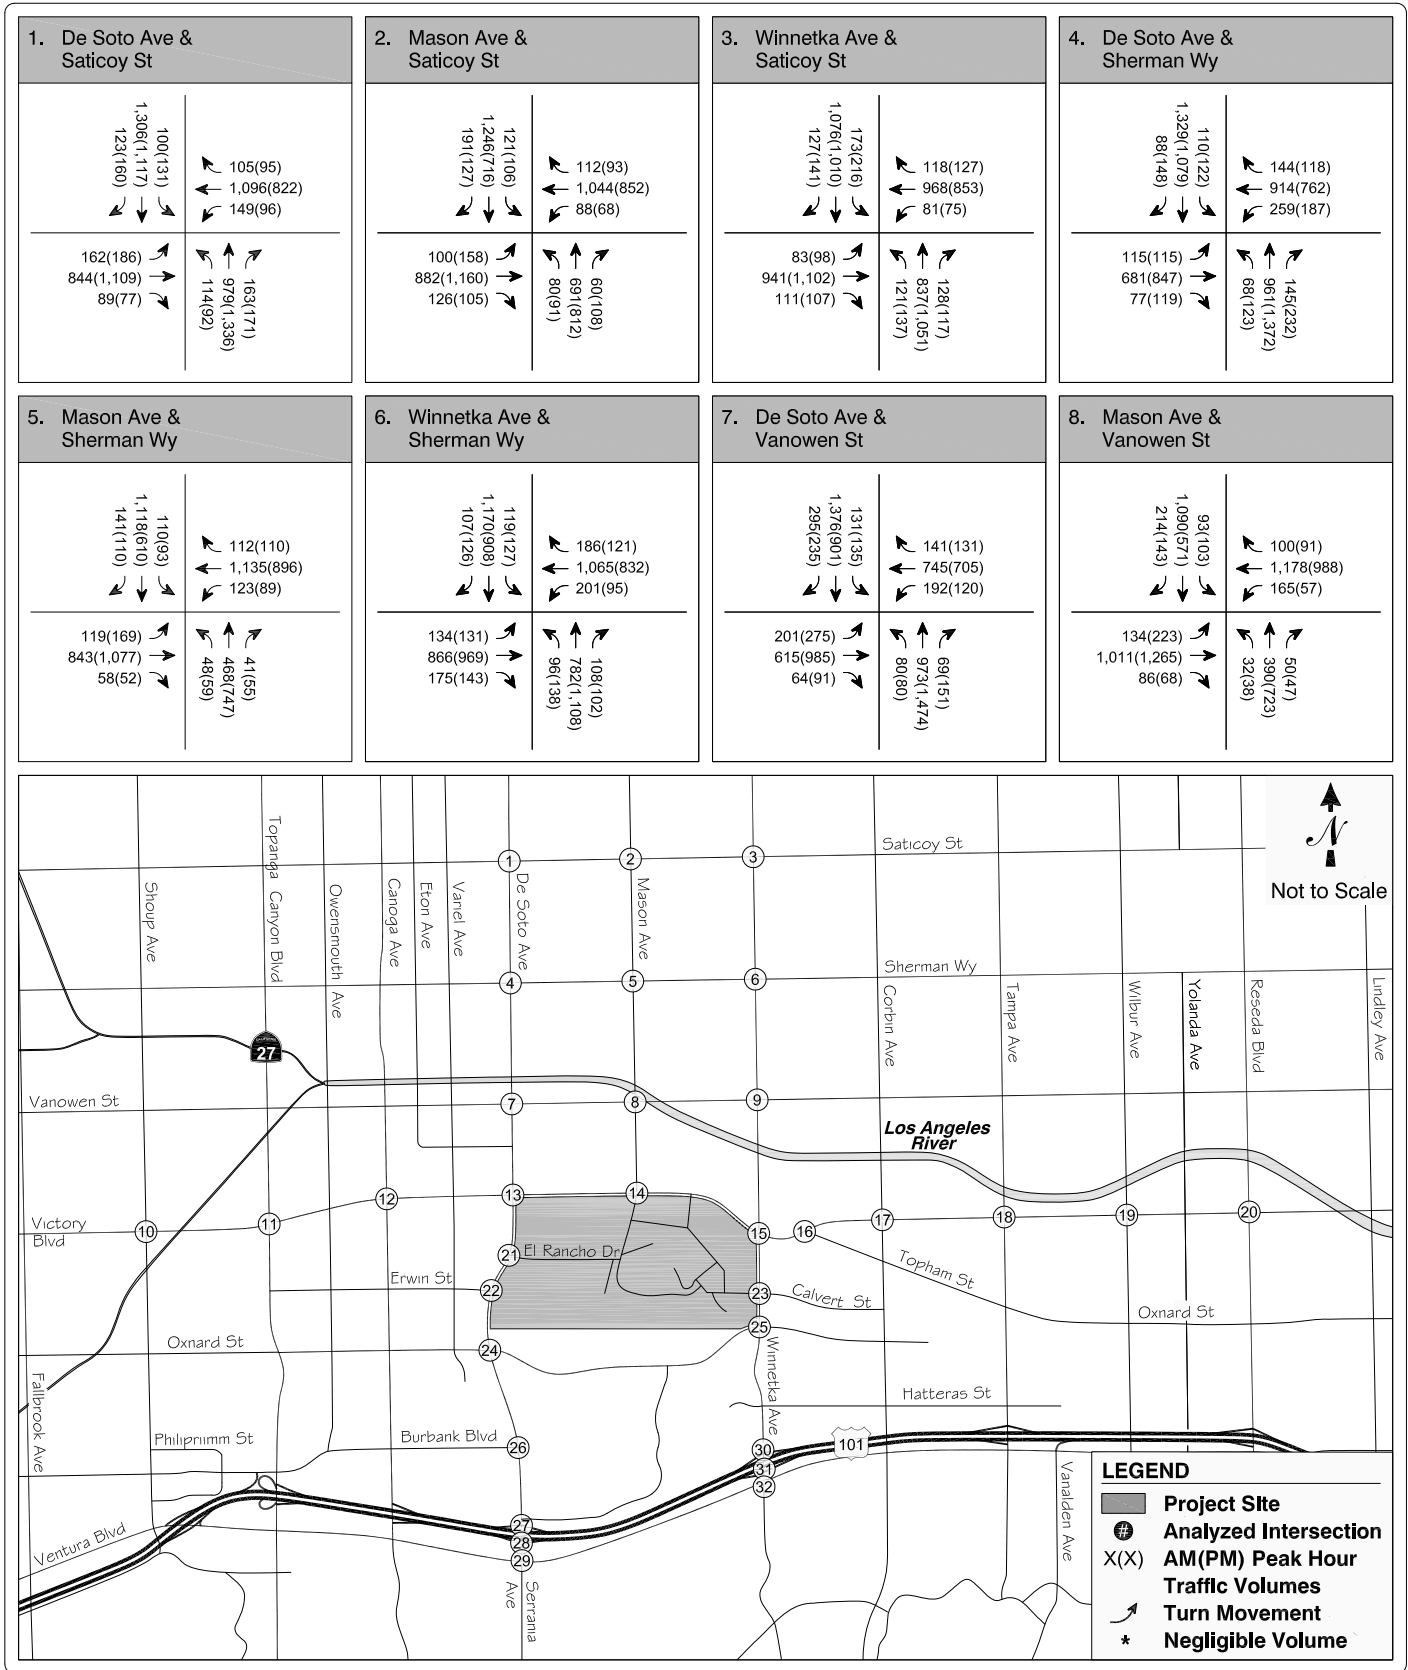 1. De Soto Ave &
Saticoy St
123(160)
1,306(1,117)
100(131)
105(95)
1,096(822)
149(96)
162(186)
844(1,109)
89(77)
114(92)
979(1,336)
163(171)
2. Mason Ave &
Saticoy St
191(127)
1,246(716)
121(106)
112(93)
1,044(852)
88(68)
100(158)
882(1,160)
126(105)
80(91)
691(812)
60(108)
3. Winnetka Ave &
Saticoy St
127(141)
1,076(1,010)
173(216)
118(127)
968(853)
81(75)
83(98)
941(1,102)
111(107)
121(137)
837(1,051)
128(117)
4. De Soto Ave &
Sherman Wy
88(148)
1,329(1,079)
110(122)
144(118)
914(762)
259(187)
115(115)
681(847)
77(119)
68(123)
961(1,372)
145(232)
5. Mason Ave &
Sherman Wy
141(110)
1,118(610)
110(93)
112(110)
1,135(896)
123(89)
119(169)
843(1,077)
58(52)
48(59)
468(747)
41(55)
6. Winnetka Ave &
Sherman Wy
107(126)
1,170(908)
119(127)
186(121)
1,065(832)
201(95)
134(131)
866(969)
175(143)
96(138)
782(1,108)
108(102)
7. De Soto Ave &
Vanowen St
295(235)
1,376(901)
131(135)
141(131)
745(705)
192(120)
201(275)
615(985)
64(91)
80(80)
973(1,474)
69(151)
8. Mason Ave &
Vanowen St
214(143)
1,090(571)
93(103)
100(91)
1,178(988)
165(57)
134(223)
1,011(1,265)
86(68)
32(38)
390(723)
50(47)
N
Not to Scale
Saticoy St
1
2
3
Shoup Ave
Topanga Canyon Blvd
Owensmouth Ave
Canoga Ave
Eton Ave
Variel Ave
De Soto Ave
Mason Ave
Sherman Wy
4
5
6
Corbin Ave
Tampa Ave
Wilbur Ave
Yolanda Ave
Reseda Blvd
Lindley Ave
27
Vanowen St
7
8
9
Los Angeles
River
Victory
Blvd
10
11
12
13
14
15
16
17
18
19
20
21
El Rancho Dr
Topham St
Erwin St
22
23
Calvert St
Oxnard St
25
Oxnard St
24
Winnetka Ave
Fallbrook Ave
Hatteras St
Philiprimm St
Burbank Blvd
26
30
101
31
32
Vanalden Ave
Ventura Blvd
27
28
29
Serrania
Ave
LEGEND
Project Site
# Analyzed Intersection
X(X) AM(PM) Peak Hour
Traffic Volumes
Turn Movement
* Negligible Volume